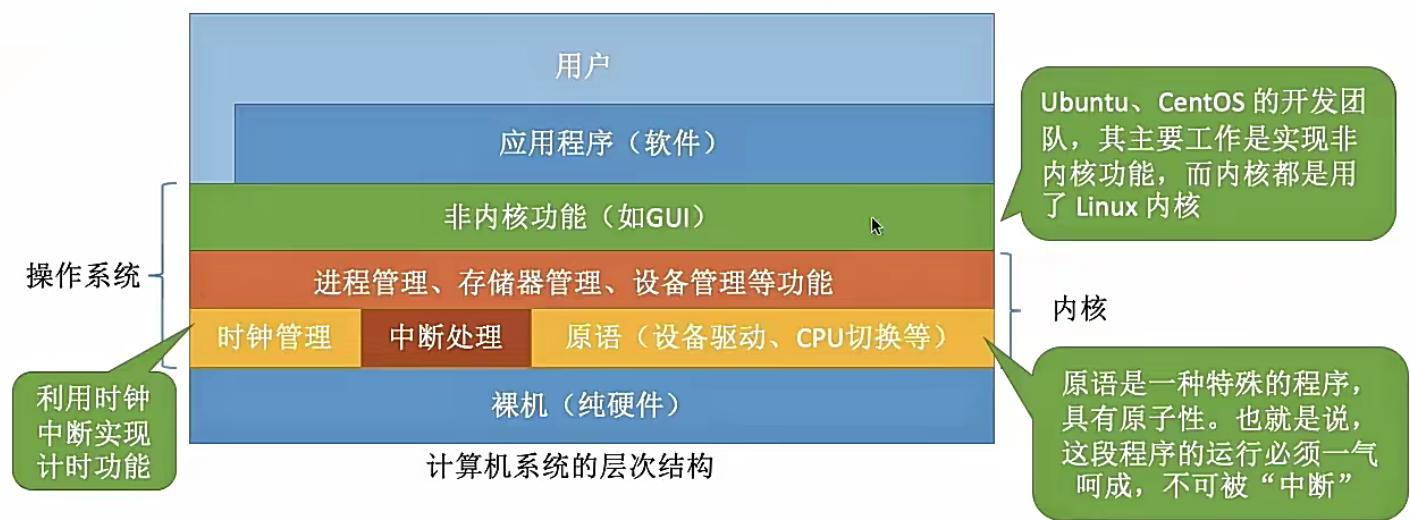 用户
应用程序（软件）
Ubuntu、CentOS 的开发团
队，其主要工作是实现非
内核功能，而内核都是用
了 Linux 内核
非内核功能（如GUI）
操作系统
进程管理、存储器管理、设备管理等功能
内核
时钟管理
中断处理
原语（设备驱动、CPU切换等）
利用时钟
中断实现
计时功能
裸机（纯硬件）
原语是一种特殊的程序，
具有原子性。也就是说，
这段程序的运行必须一气
呵成，不可被“中断”
计算机系统的层次结构